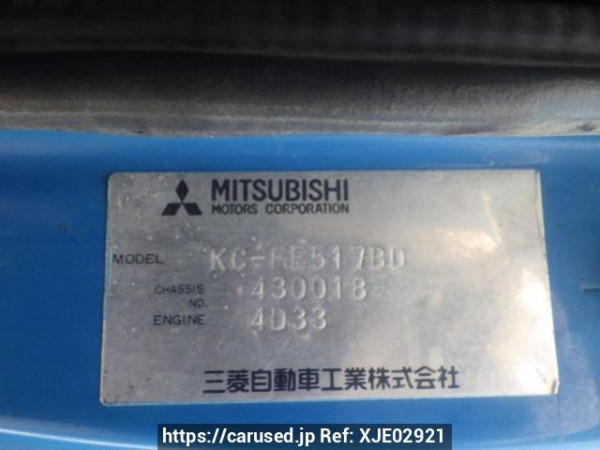 MITSUBISHI
MOTORS CORPORATION
MODEL KC-FE517BD
CHASSIS NO. 430018
ENGINE 4D33
三菱自動車工業株式会社
https://carused.jp Ref: XJE02921